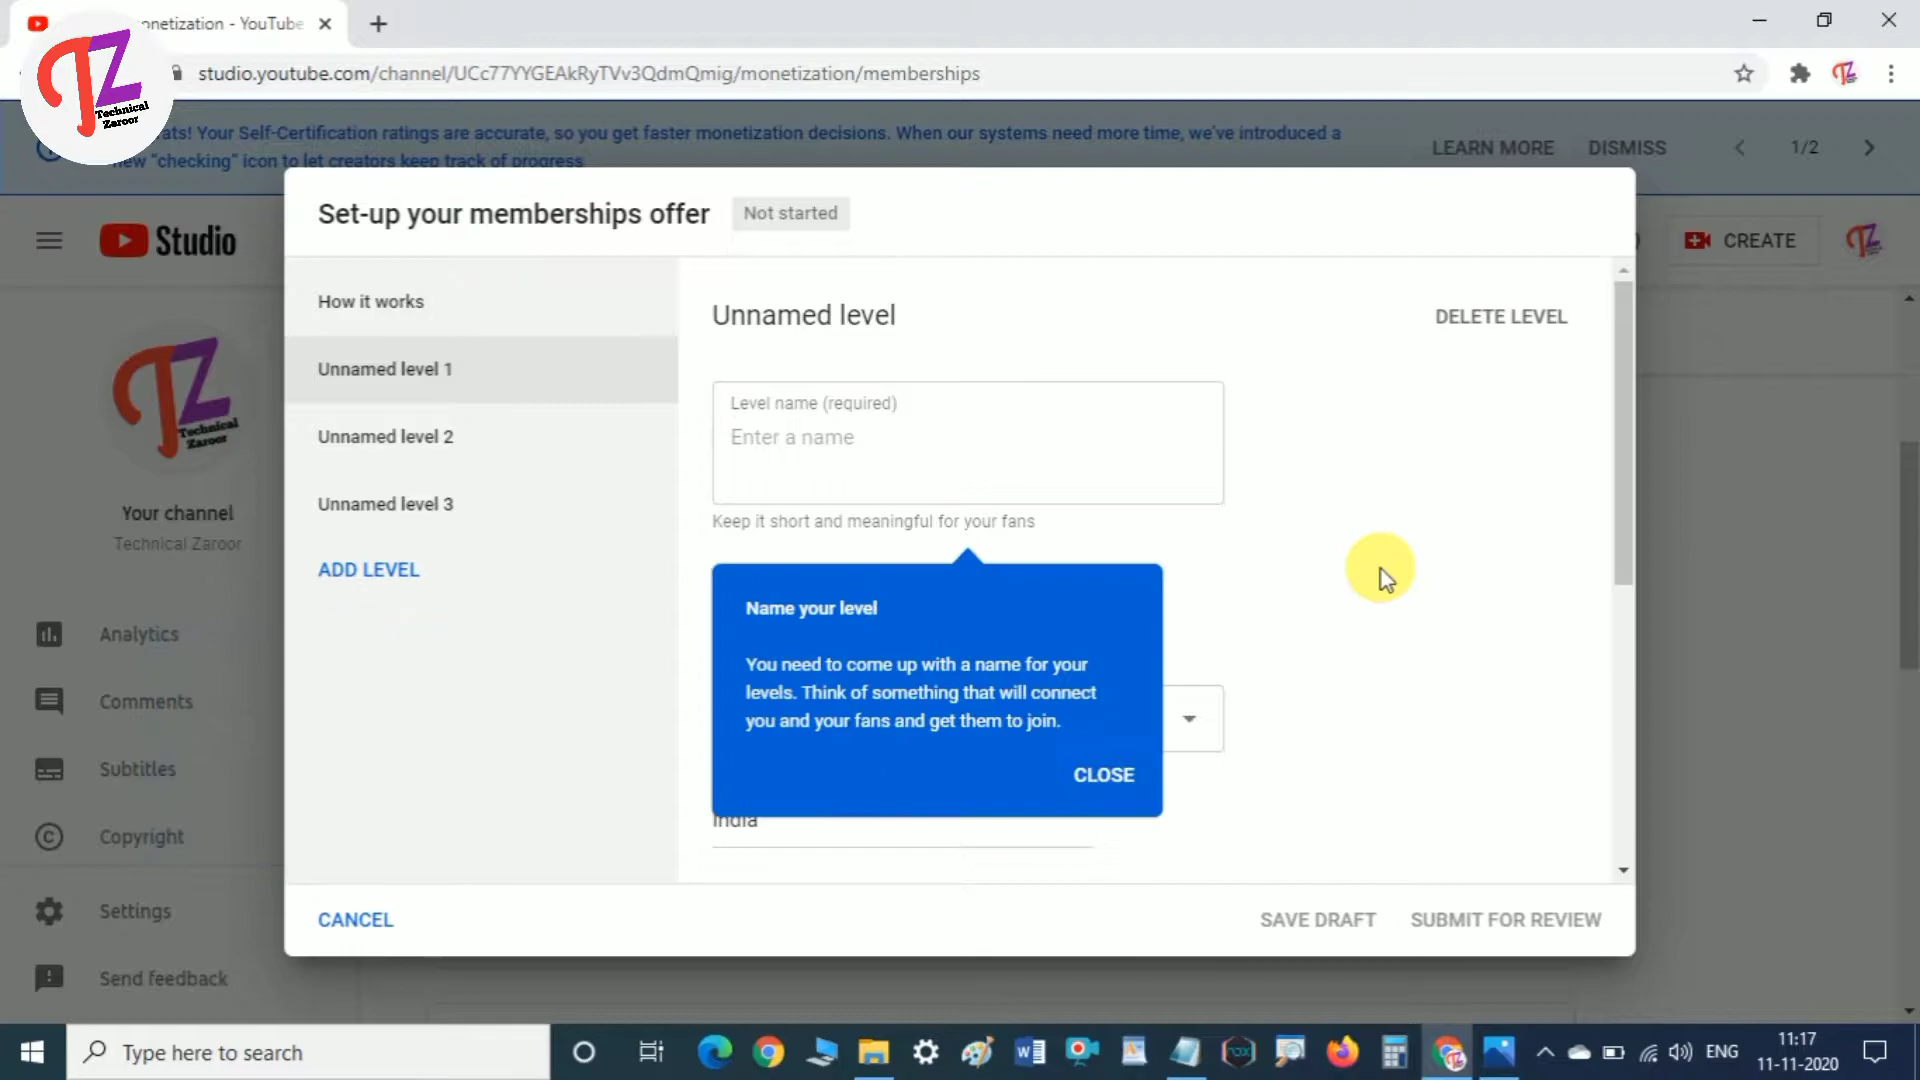 onetization - YouTube
studio.youtube.com/channel/UCc77YYGEAkRyTVv3QdmQmig/monetization/memberships
TZ
Technical
Zaroor
ats! Your Self-Certification ratings are accurate, so you get faster monetization decisions. When our systems need more time, we've introduced a
new "checking" icon to let creators keep track of progress
LEARN MORE
DISMISS
1/2
Set-up your memberships offer
Not started
Studio
CREATE
How it works
Unnamed level 1
Unnamed level 2
Unnamed level 3
ADD LEVEL
Unnamed level
DELETE LEVEL
Level name (required)
Enter a name
Keep it short and meaningful for your fans
Name your level
You need to come up with a name for your
levels. Think of something that will connect
you and your fans and get them to join.
CLOSE
India
CANCEL
SAVE DRAFT
SUBMIT FOR REVIEW
TZ
Technical
Zaroor
Your channel
Technical Zaroor
Analytics
Comments
Subtitles
Copyright
Settings
Send feedback
Type here to search
ENG
11:17
11-11-2020